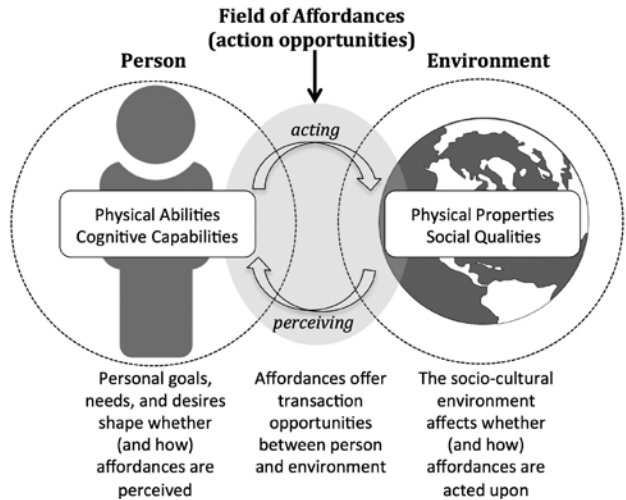 Field of Affordances
(action opportunities)
Person
Environment
acting
Physical Abilities
Cognitive Capabilities
Physical Properties
Social Qualities
perceiving
Personal goals,
needs, and desires
shape whether
(and how)
affordances are
perceived
Affordances offer
transaction
opportunities
between person
and environment
The socio-cultural
environment
affects whether
(and how)
affordances are
acted upon